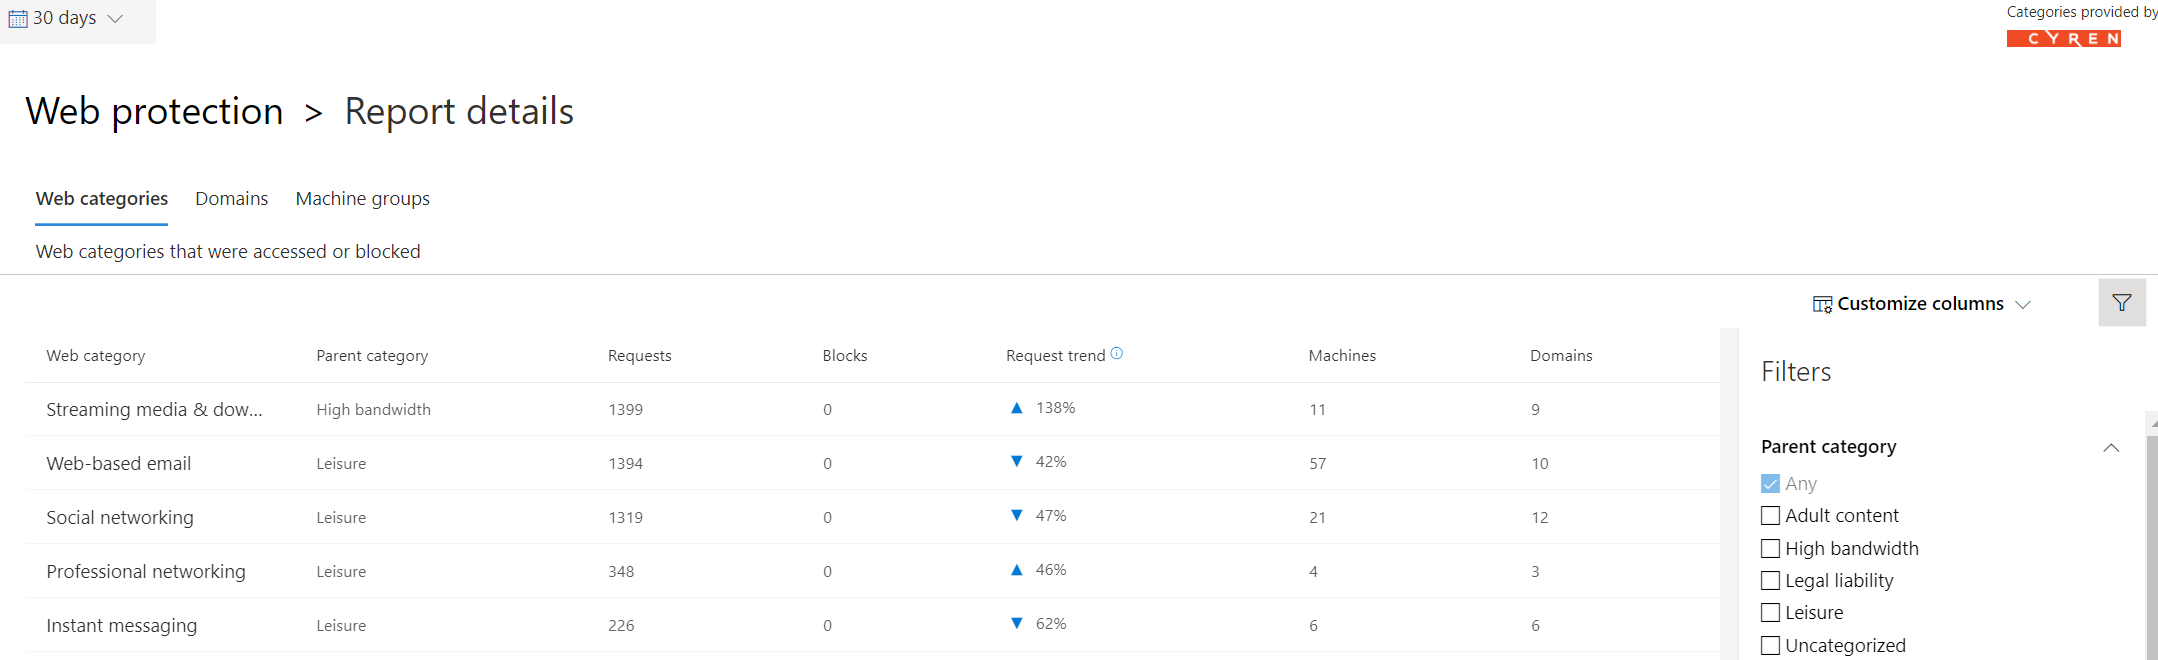 30 days
Categories provided by
CYREN
Web protection > Report details
Web categories Domains Machine groups
Web categories that were accessed or blocked
Customize columns
Web category Parent category Requests Blocks Request trend Machines Domains
Streaming media & dow... High bandwidth 1399 0 ▲ 138% 11 9
Web-based email Leisure 1394 0 ▼ 42% 57 10
Social networking Leisure 1319 0 ▼ 47% 21 12
Professional networking Leisure 348 0 ▲ 46% 4 3
Instant messaging Leisure 226 0 ▼ 62% 6 6
Filters
Parent category
Any
Adult content
High bandwidth
Legal liability
Leisure
Uncategorized